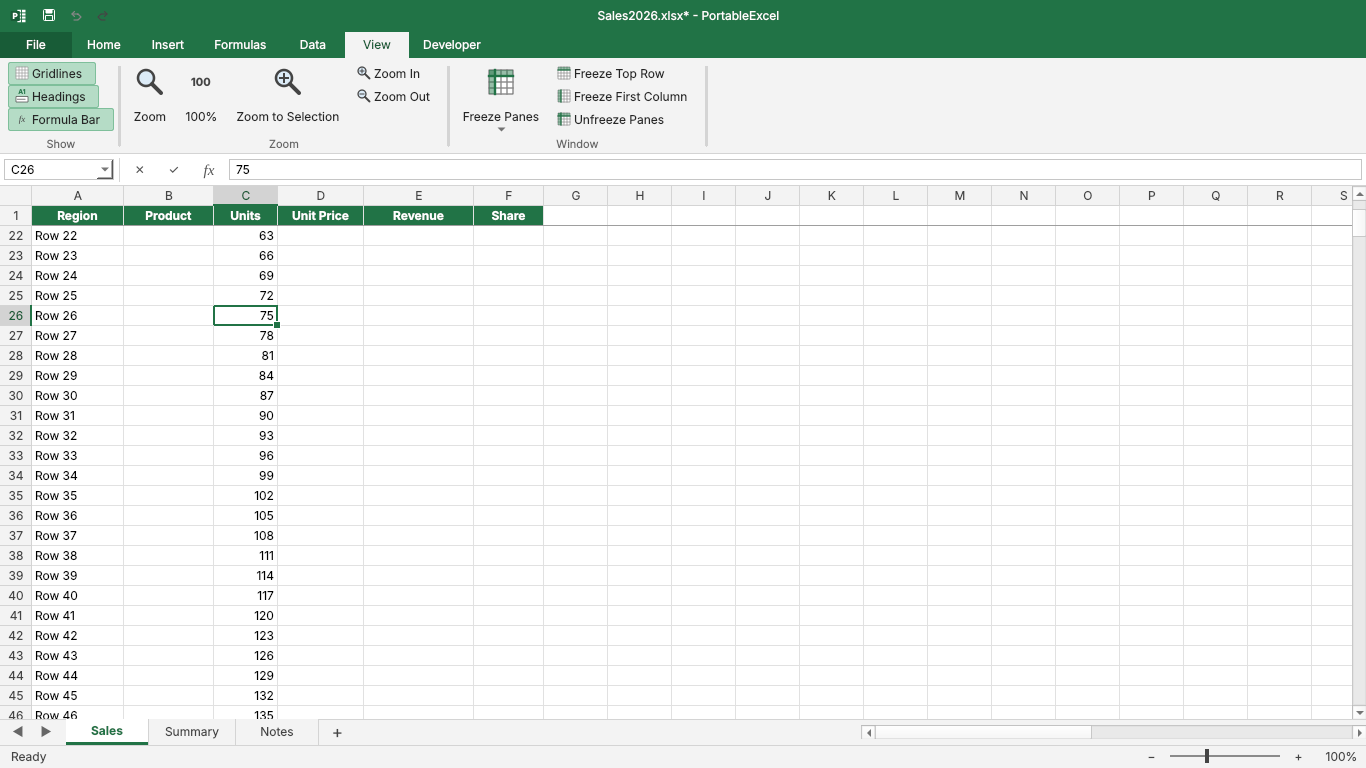 Sales2026.xlsx* - PortableExcel
File Home Insert Formulas Data View Developer
Gridlines
Headings
Formula Bar
Show
Zoom
100
100%
Zoom to Selection
Zoom In
Zoom Out
Zoom
Freeze Panes
Freeze Top Row
Freeze First Column
Unfreeze Panes
Window
C26 fx 75
A B C D E F G H I J K L M N O P Q R S
1 Region Product Units Unit Price Revenue Share
22 Row 22 63
23 Row 23 66
24 Row 24 69
25 Row 25 72
26 Row 26 75
27 Row 27 78
28 Row 28 81
29 Row 29 84
30 Row 30 87
31 Row 31 90
32 Row 32 93
33 Row 33 96
34 Row 34 99
35 Row 35 102
36 Row 36 105
37 Row 37 108
38 Row 38 111
39 Row 39 114
40 Row 40 117
41 Row 41 120
42 Row 42 123
43 Row 43 126
44 Row 44 129
45 Row 45 132
46 Row 46 135
Sales Summary Notes +
Ready − + 100%